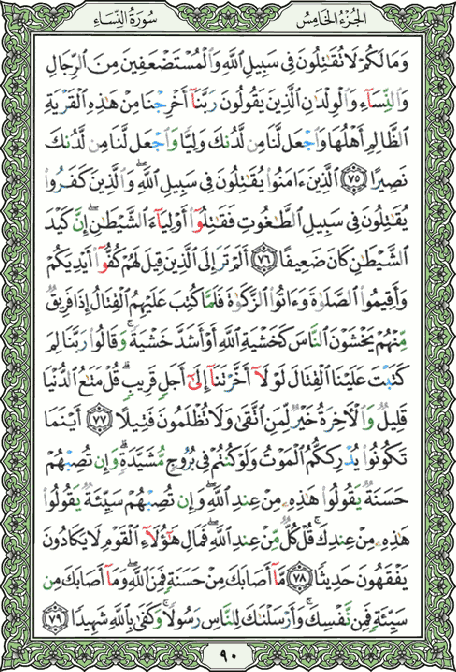 الجزء الخامس
سورة النساء
وَمَا لَكُمۡ لَا تُقَٰتِلُونَ فِي سَبِيلِ ٱللَّهِ وَٱلۡمُسۡتَضۡعَفِينَ مِنَ ٱلرِّجَالِ
وَٱلنِّسَآءِ وَٱلۡوِلۡدَٰنِ ٱلَّذِينَ يَقُولُونَ رَبَّنَآ أَخۡرِجۡنَا مِنۡ هَٰذِهِ ٱلۡقَرۡيَةِ
ٱلظَّالِمِ أَهۡلُهَا وَٱجۡعَل لَّنَا مِن لَّدُنكَ وَلِيّٗا وَٱجۡعَل لَّنَا مِن لَّدُنكَ
نَصِيرًا ٧٥ ٱلَّذِينَ ءَامَنُواْ يُقَٰتِلُونَ فِي سَبِيلِ ٱللَّهِۖ وَٱلَّذِينَ كَفَرُواْ
يُقَٰتِلُونَ فِي سَبِيلِ ٱلطَّٰغُوتِ فَقَٰتِلُوٓاْ أَوۡلِيَآءَ ٱلشَّيۡطَٰنِۖ إِنَّ كَيۡدَ
ٱلشَّيۡطَٰنِ كَانَ ضَعِيفًا ٧٦ أَلَمۡ تَرَ إِلَى ٱلَّذِينَ قِيلَ لَهُمۡ كُفُّوٓاْ أَيۡدِيَكُمۡ
وَأَقِيمُواْ ٱلصَّلَوٰةَ وَءَاتُواْ ٱلزَّكَوٰةَ فَلَمَّا كُتِبَ عَلَيۡهِمُ ٱلۡقِتَالُ إِذَا فَرِيقٞ
مِّنۡهُمۡ يَخۡشَوۡنَ ٱلنَّاسَ كَخَشۡيَةِ ٱللَّهِ أَوۡ أَشَدَّ خَشۡيَةٗۚ وَقَالُواْ رَبَّنَا لِمَ
كَتَبۡتَ عَلَيۡنَا ٱلۡقِتَالَ لَوۡلَآ أَخَّرۡتَنَآ إِلَىٰٓ أَجَلٖ قَرِيبٖۗ قُلۡ مَتَٰعُ ٱلدُّنۡيَا
قَلِيلٞ وَٱلۡأٓخِرَةُ خَيۡرٞ لِّمَنِ ٱتَّقَىٰ وَلَا تُظۡلَمُونَ فَتِيلًا ٧٧ أَيۡنَمَا
تَكُونُواْ يُدۡرِككُّمُ ٱلۡمَوۡتُ وَلَوۡ كُنتُمۡ فِي بُرُوجٖ مُّشَيَّدَةٖۗ وَإِن تُصِبۡهُمۡ
حَسَنَةٞ يَقُولُواْ هَٰذِهِۦ مِنۡ عِندِ ٱللَّهِۖ وَإِن تُصِبۡهُمۡ سَيِّئَةٞ يَقُولُواْ
هَٰذِهِۦ مِنۡ عِندِكَۚ قُلۡ كُلّٞ مِّنۡ عِندِ ٱللَّهِۖ فَمَالِ هَٰٓؤُلَآءِ ٱلۡقَوۡمِ لَا يَكَادُونَ
يَفۡقَهُونَ حَدِيثٗا ٧٨ مَّآ أَصَابَكَ مِنۡ حَسَنَةٖ فَمِنَ ٱللَّهِۖ وَمَآ أَصَابَكَ مِن
سَيِّئَةٖ فَمِن نَّفۡسِكَۚ وَأَرۡسَلۡنَٰكَ لِلنَّاسِ رَسُولٗاۚ وَكَفَىٰ بِٱللَّهِ شَهِيدٗا ٧٩
٩٠